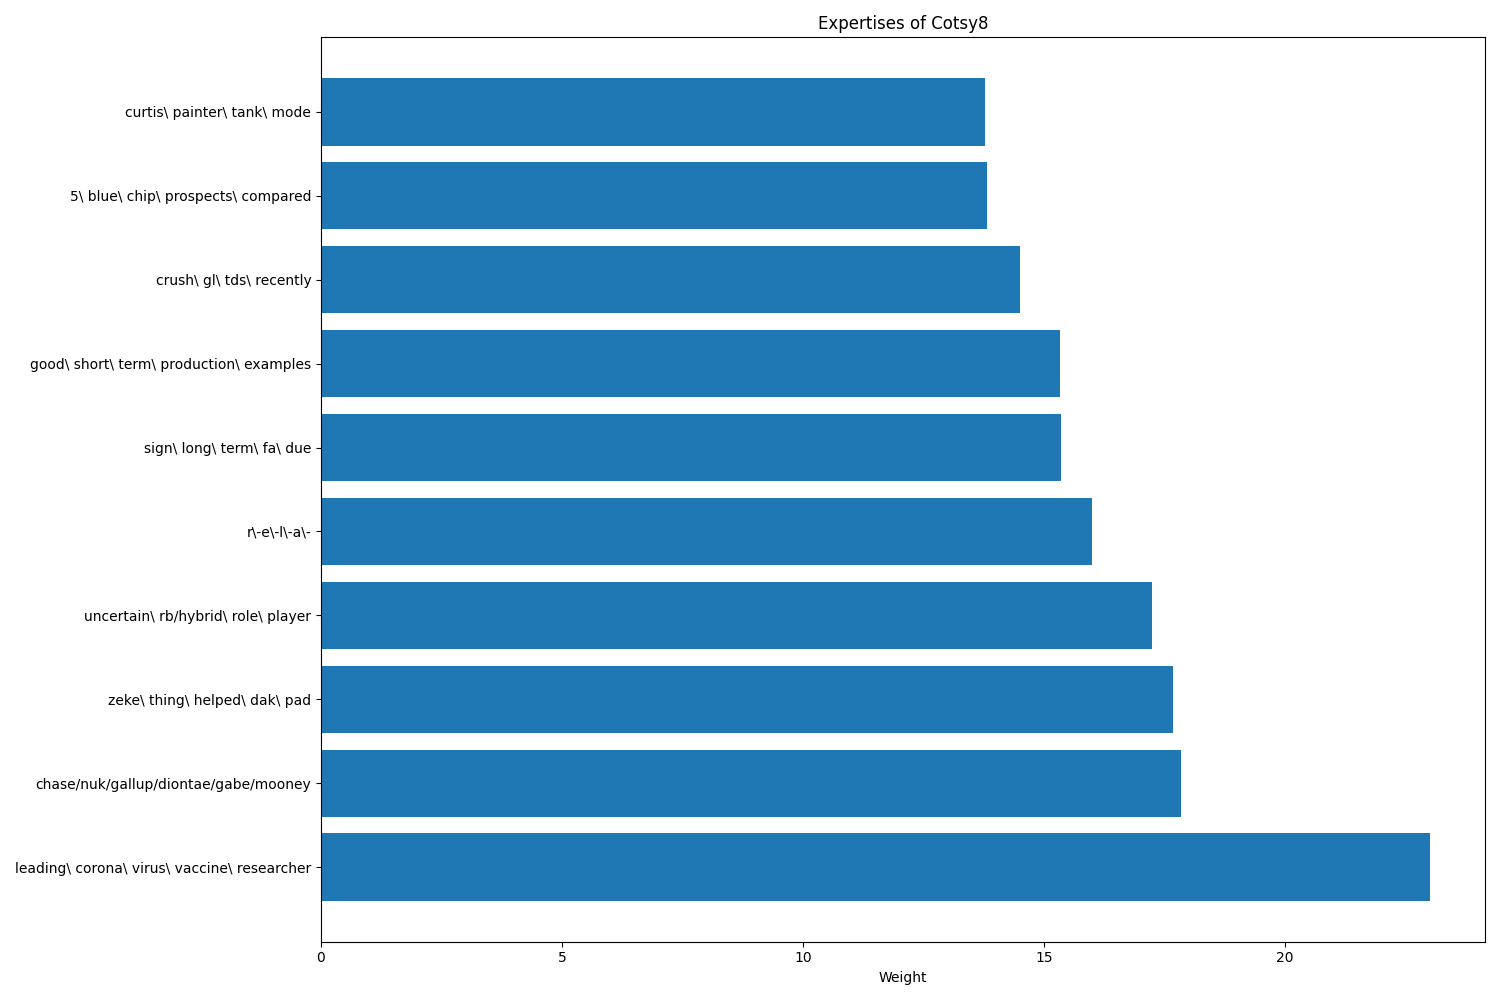 Expertises of Cotsy8
curtis\ painter\ tank\ mode
5\ blue\ chip\ prospects\ compared
crush\ gl\ tds\ recently
good\ short\ term\ production\ examples
sign\ long\ term\ fa\ due
r\-e\-l\-a\-
uncertain\ rb/hybrid\ role\ player
zeke\ thing\ helped\ dak\ pad
chase/nuk/gallup/diontae/gabe/mooney
leading\ corona\ virus\ vaccine\ researcher
0 5 10 15 20
Weight